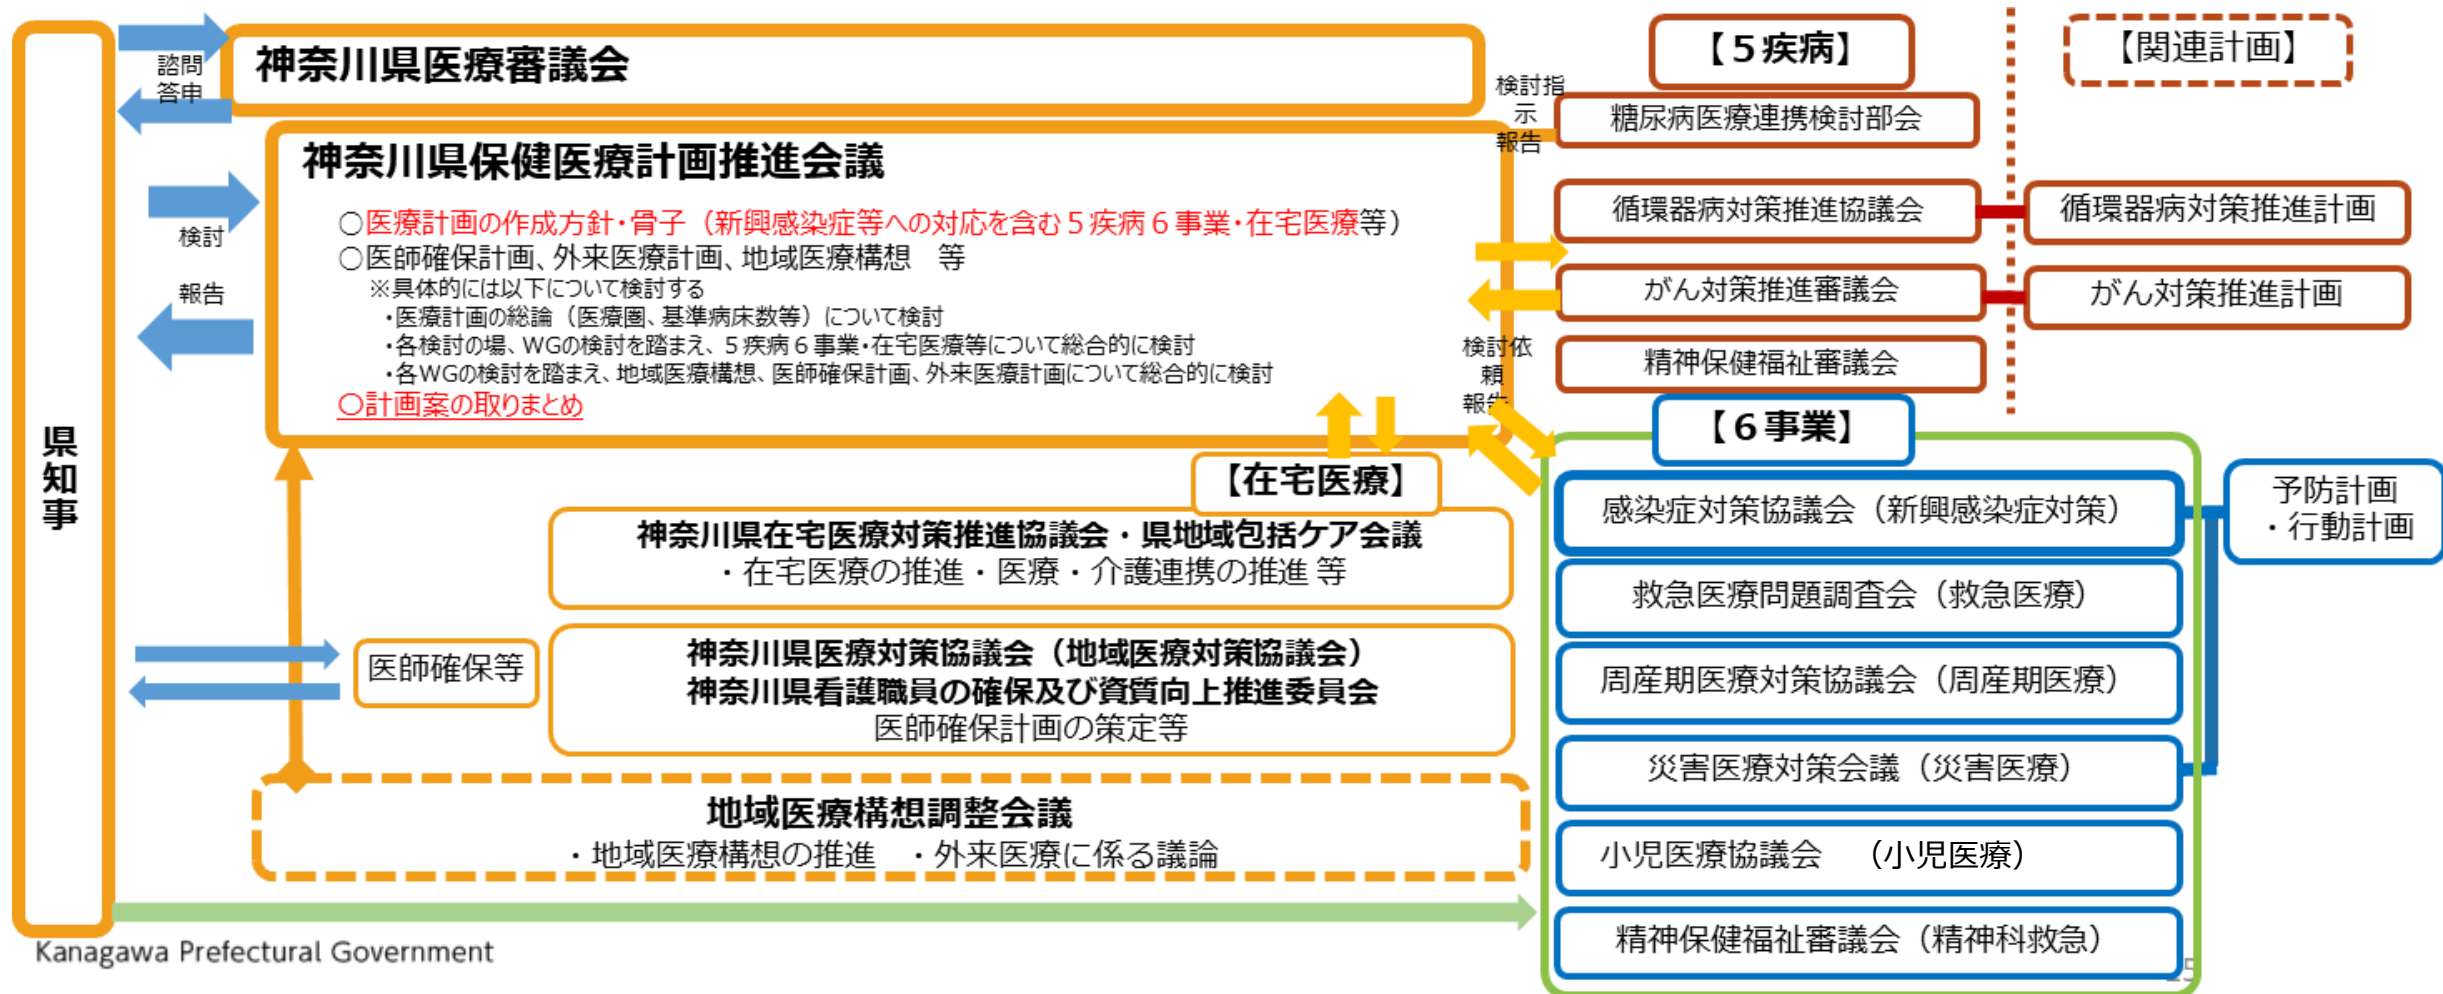 県知事
諮問
答申
神奈川県医療審議会
検討
報告
神奈川県保健医療計画推進会議
○医療計画の作成方針・骨子（新興感染症等への対応を含む５疾病６事業・在宅医療等）
○医師確保計画、外来医療計画、地域医療構想　等
※具体的には以下について検討する
・医療計画の総論（医療圏、基準病床数等）について検討
・各検討の場、WGの検討を踏まえ、５疾病６事業・在宅医療等について総合的に検討
・各WGの検討を踏まえ、地域医療構想、医師確保計画、外来医療計画について総合的に検討
○計画案の取りまとめ
検討指
示
報告
検討依
頼
報告
【５疾病】
糖尿病医療連携検討部会
循環器病対策推進協議会
がん対策推進審議会
精神保健福祉審議会
【関連計画】
循環器病対策推進計画
がん対策推進計画
【在宅医療】
神奈川県在宅医療対策推進協議会・県地域包括ケア会議
・在宅医療の推進・医療・介護連携の推進 等
医師確保等
神奈川県医療対策協議会（地域医療対策協議会）
神奈川県看護職員の確保及び資質向上推進委員会
医師確保計画の策定等
地域医療構想調整会議
・地域医療構想の推進　・外来医療に係る議論
【６事業】
感染症対策協議会（新興感染症対策）
救急医療問題調査会（救急医療）
周産期医療対策協議会（周産期医療）
災害医療対策会議（災害医療）
小児医療協議会　（小児医療）
精神保健福祉審議会（精神科救急）
予防計画
・行動計画
Kanagawa Prefectural Government